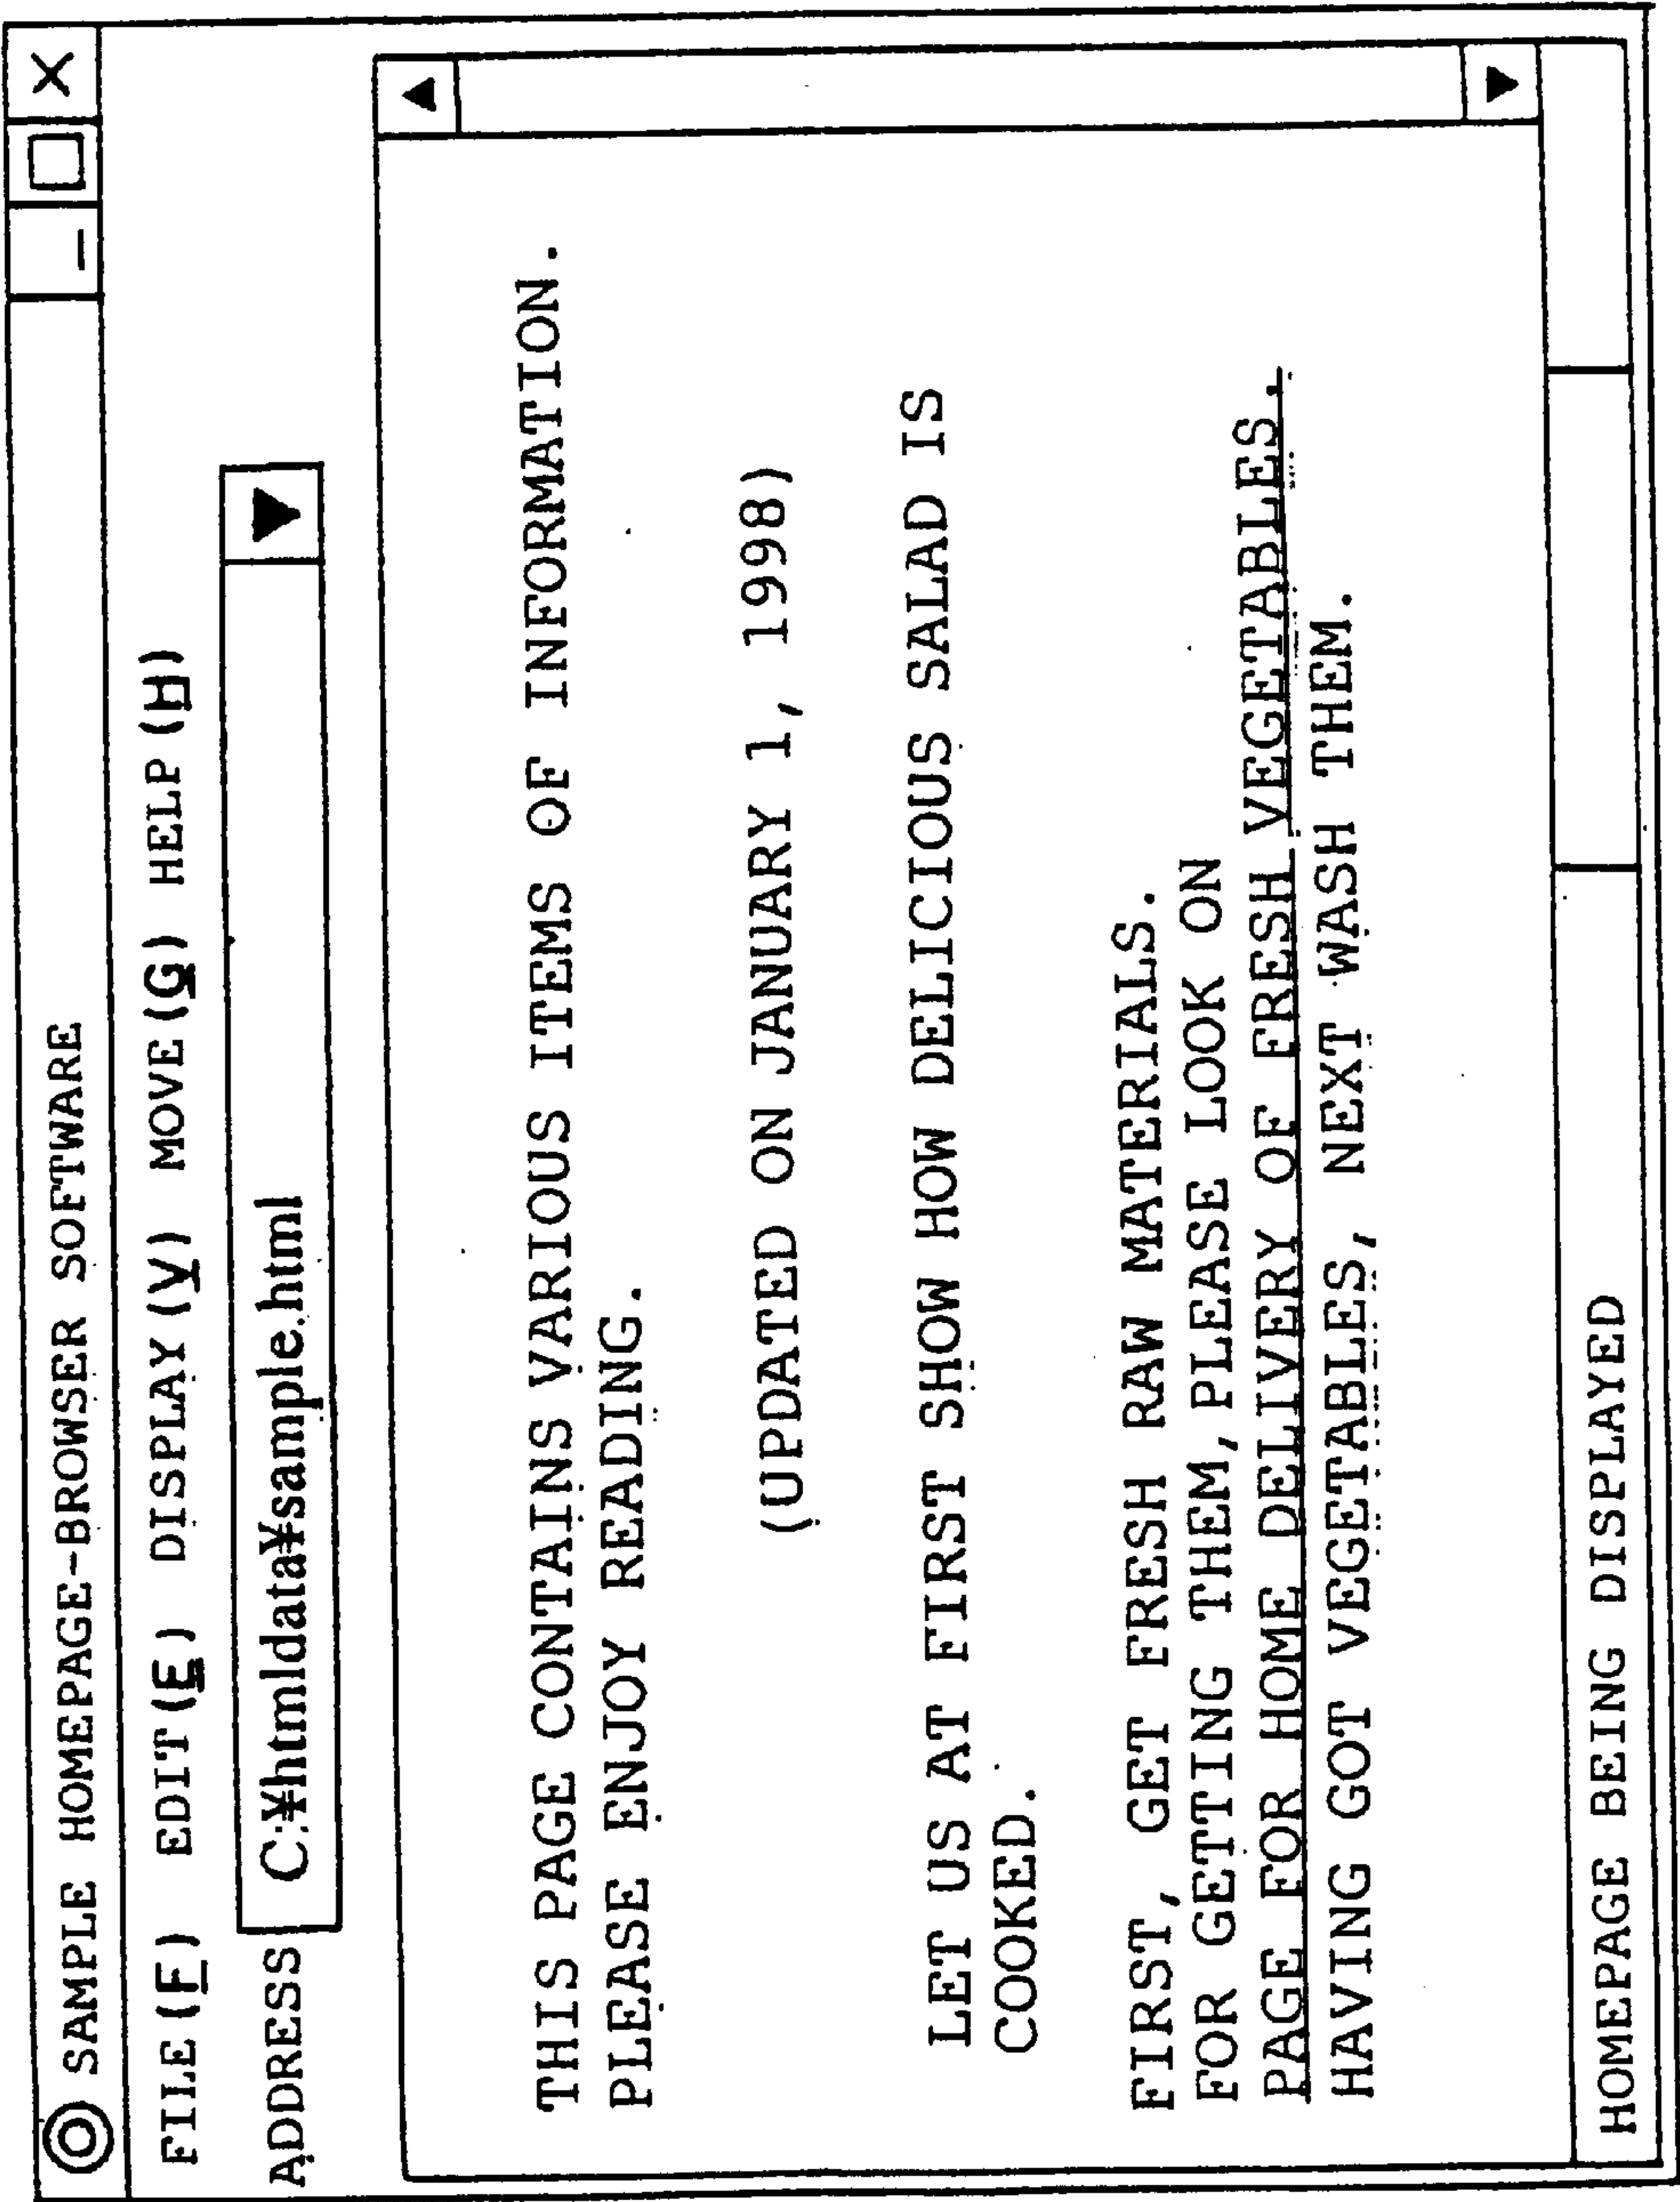 SAMPLE HOMEPAGE-BROWSER SOFTWARE
FILE(F) EDIT(E) DISPLAY(V) MOVE(G) HELP(H)
ADDRESS C:¥htmldata¥sample.html
THIS PAGE CONTAINS VARIOUS ITEMS OF INFORMATION.
PLEASE ENJOY READING.
(UPDATED ON JANUARY 1, 1998)
LET US AT FIRST SHOW HOW DELICIOUS SALAD IS
COOKED.
FIRST, GET FRESH RAW MATERIALS.
FOR GETTING THEM, PLEASE LOOK ON
PAGE FOR HOME DELIVERY OF FRESH VEGETABLES.
HAVING GOT VEGETABLES, NEXT WASH THEM.
HOMEPAGE BEING DISPLAYED